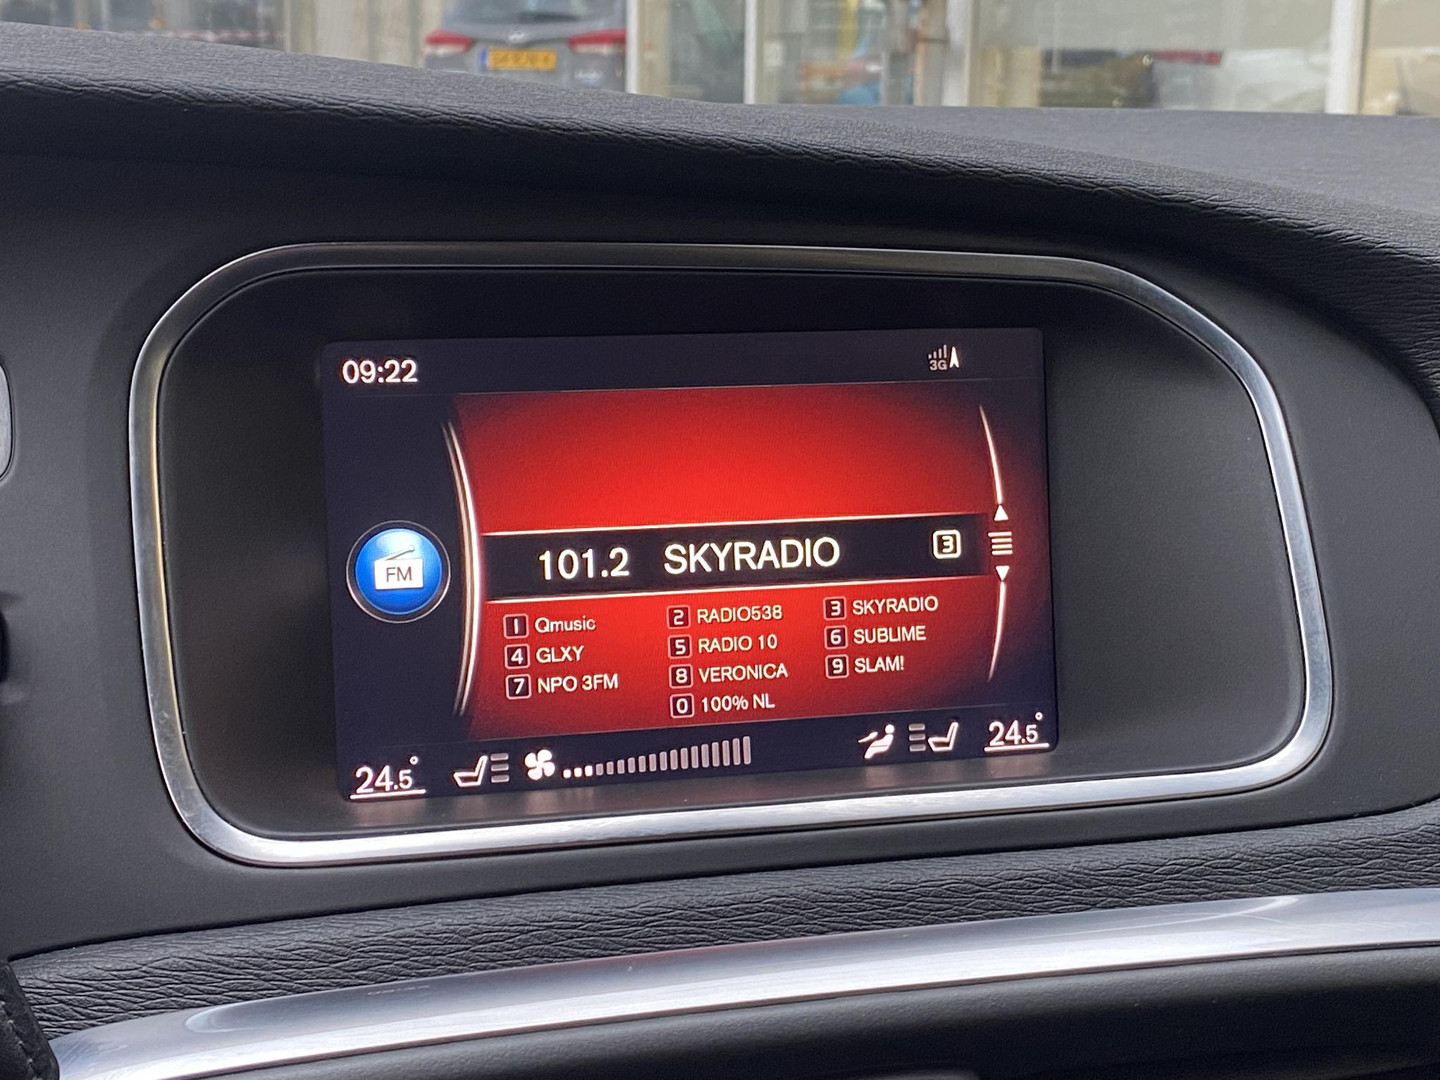 09:22
3G
101.2 SKYRADIO 3
FM
1 Qmusic 2 RADIO538 3 SKYRADIO
4 GLXY 5 RADIO 10 6 SUBLIME
7 NPO 3FM 8 VERONICA 9 SLAM!
0 100% NL
24.5° 24.5°